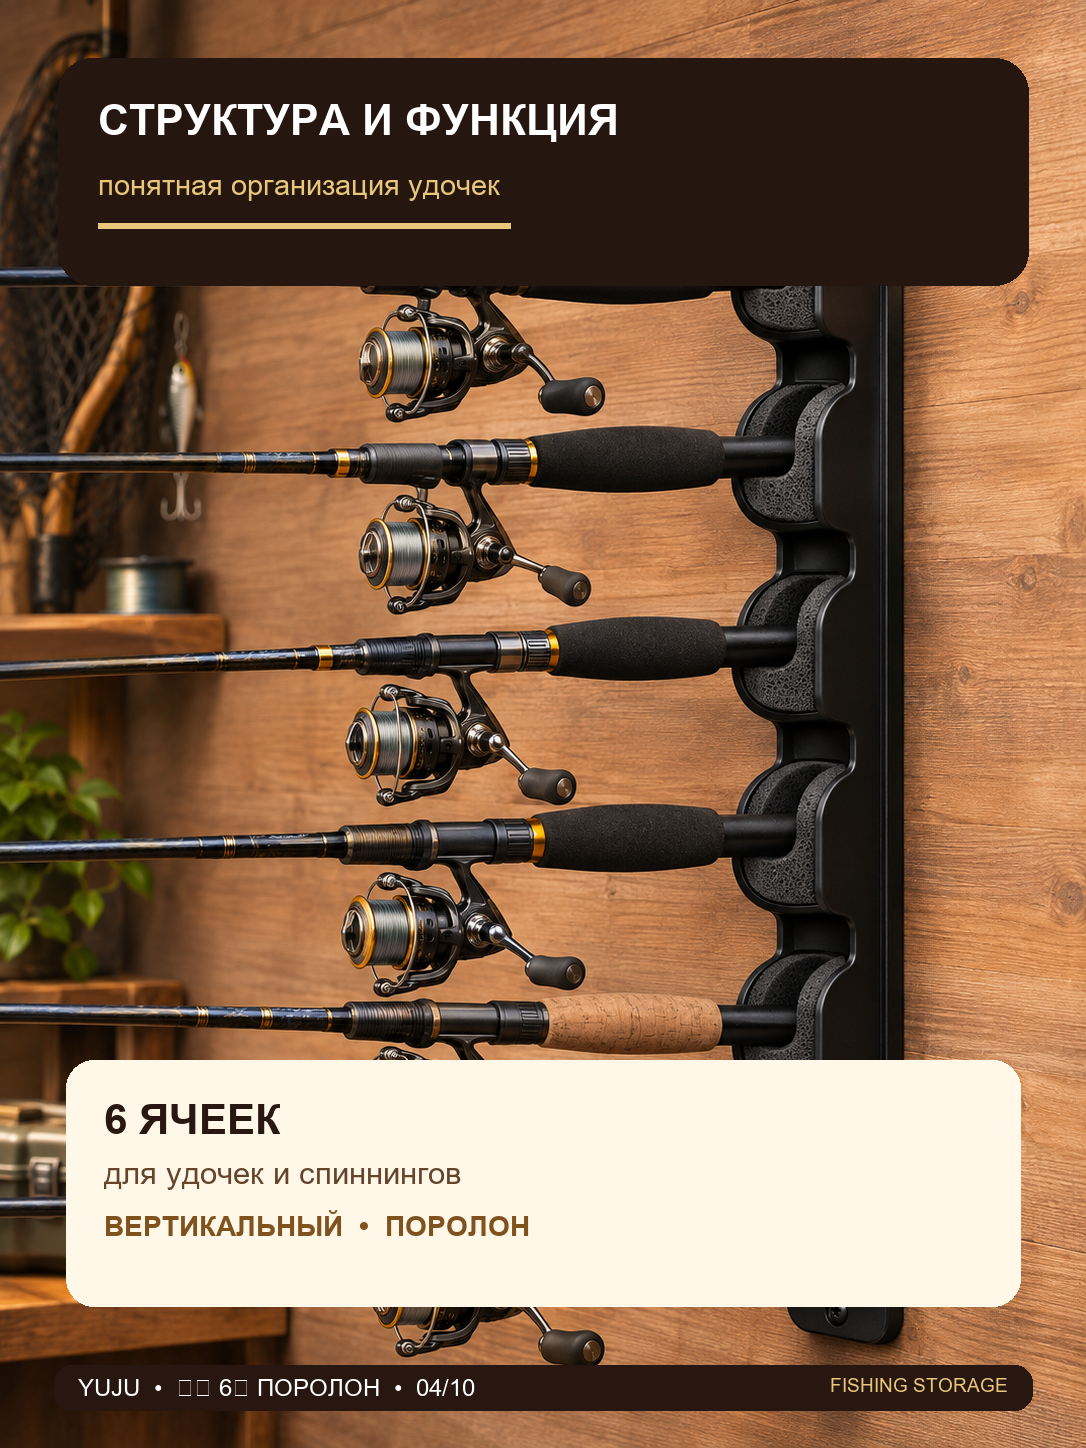 СТРУКТУРА И ФУНКЦИЯ
понятная организация удочек
6 ЯЧЕЕК
для удочек и спиннингов
ВЕРТИКАЛЬНЫЙ • ПОРОЛОН
YUJU • 6 ПОРОЛОН • 04/10
FISHING STORAGE